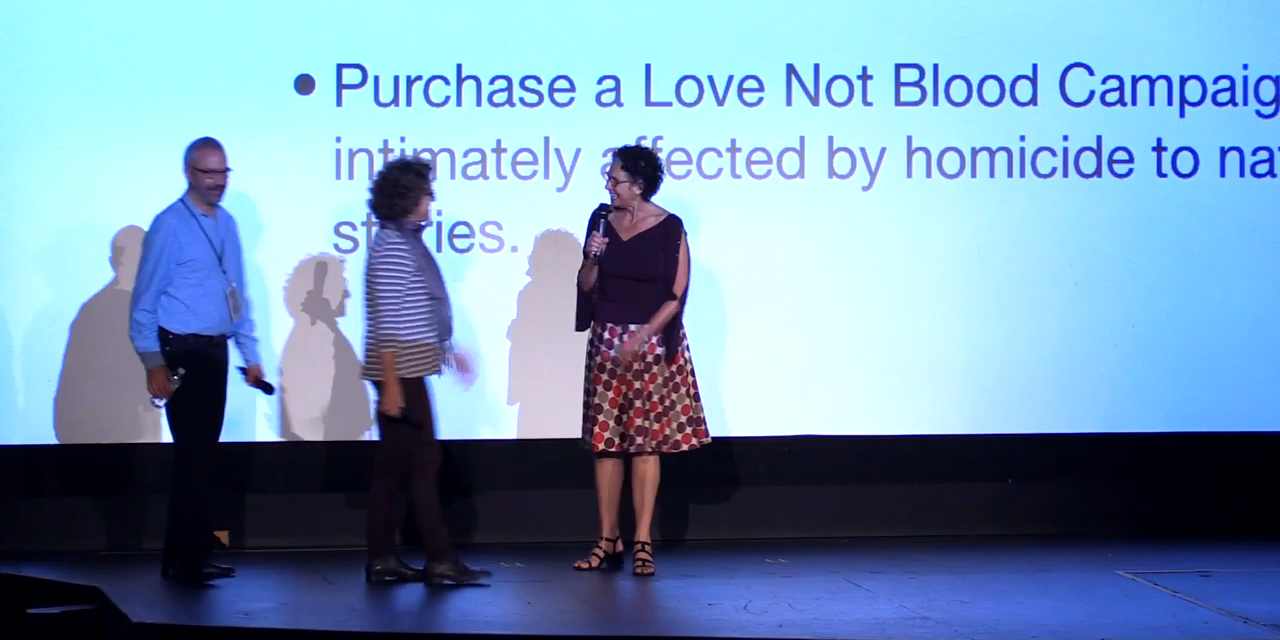 • Purchase a Love Not Blood Campaig
intimately affected by homicide to na
stories.